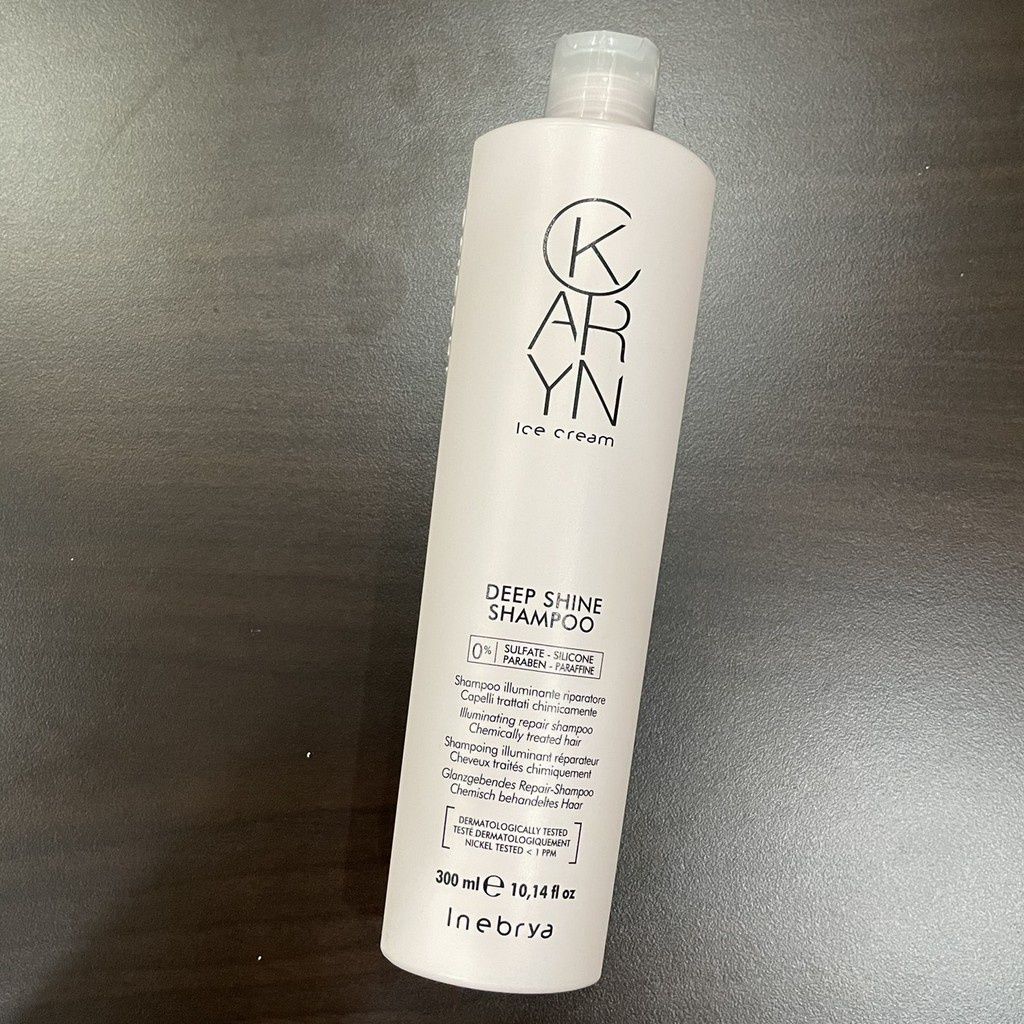 K
AR
YN
Ice cream
DEEP SHINE
SHAMPOO
0% SULFATE - SILICONE
PARABEN - PARAFFINE
Shampoo illuminante riparatore
Capelli trattati chimicamente
Illuminating repair shampoo
Chemically treated hair
Shampoing illuminant réparateur
Cheveux traités chimiquement
Glanzgebendes Repair-Shampoo
Chemisch behandeltes Haar
DERMATOLOGICALLY TESTED
TESTÉ DERMATOLOGIQUEMENT
NICKEL TESTED < 1 PPM
300 ml e 10,14 fl oz
Inebrya